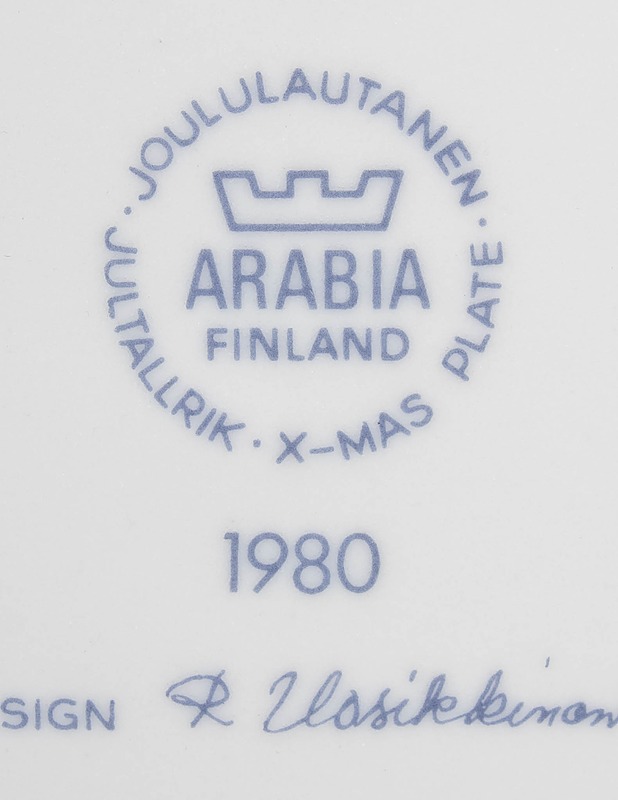 JOULULAUTANEN
JULTALLRIK · X-MAS PLATE
ARABIA
FINLAND
1980
SIGN R Uosikkinen